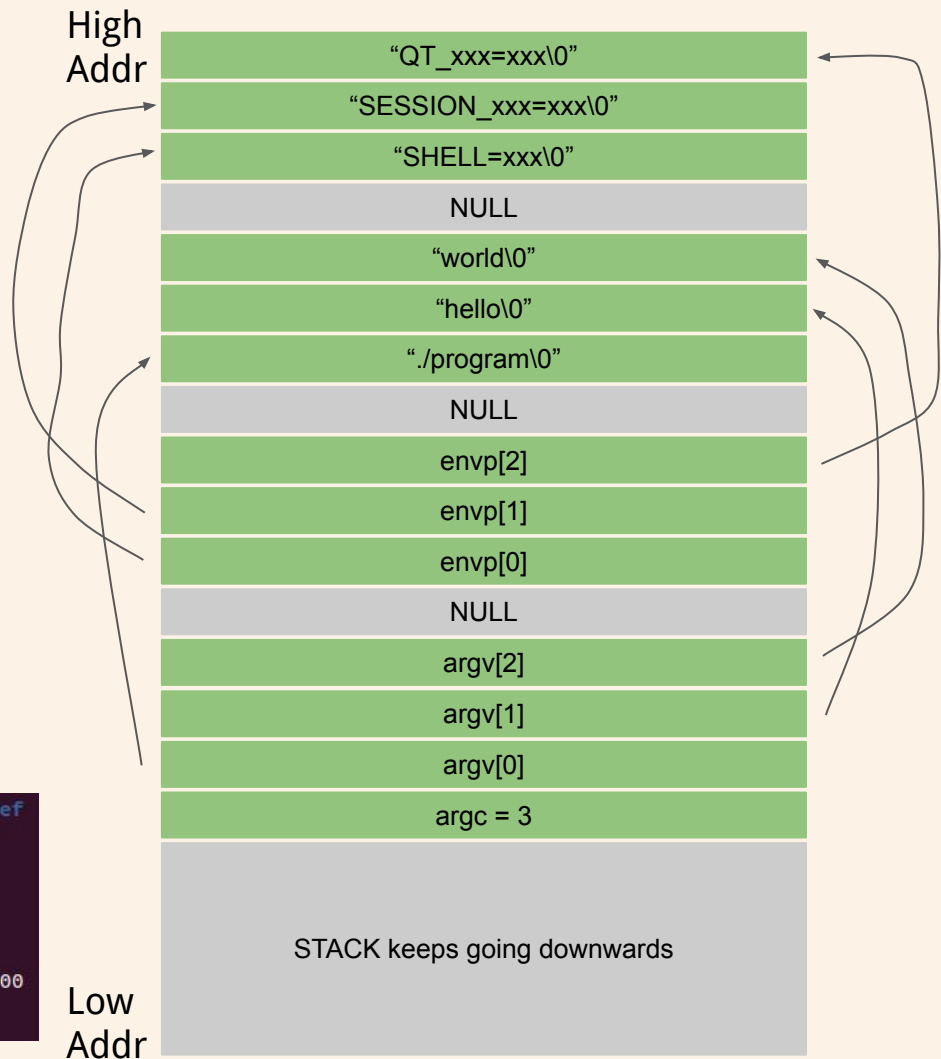 High
Addr
“QT_xxx=xxx\0”
“SESSION_xxx=xxx\0”
“SHELL=xxx\0”
NULL
“world\0”
“hello\0”
“./program\0”
NULL
envp[2]
envp[1]
envp[0]
NULL
argv[2]
argv[1]
argv[0]
argc = 3
ef
STACK keeps going downwards
00
Low
Addr